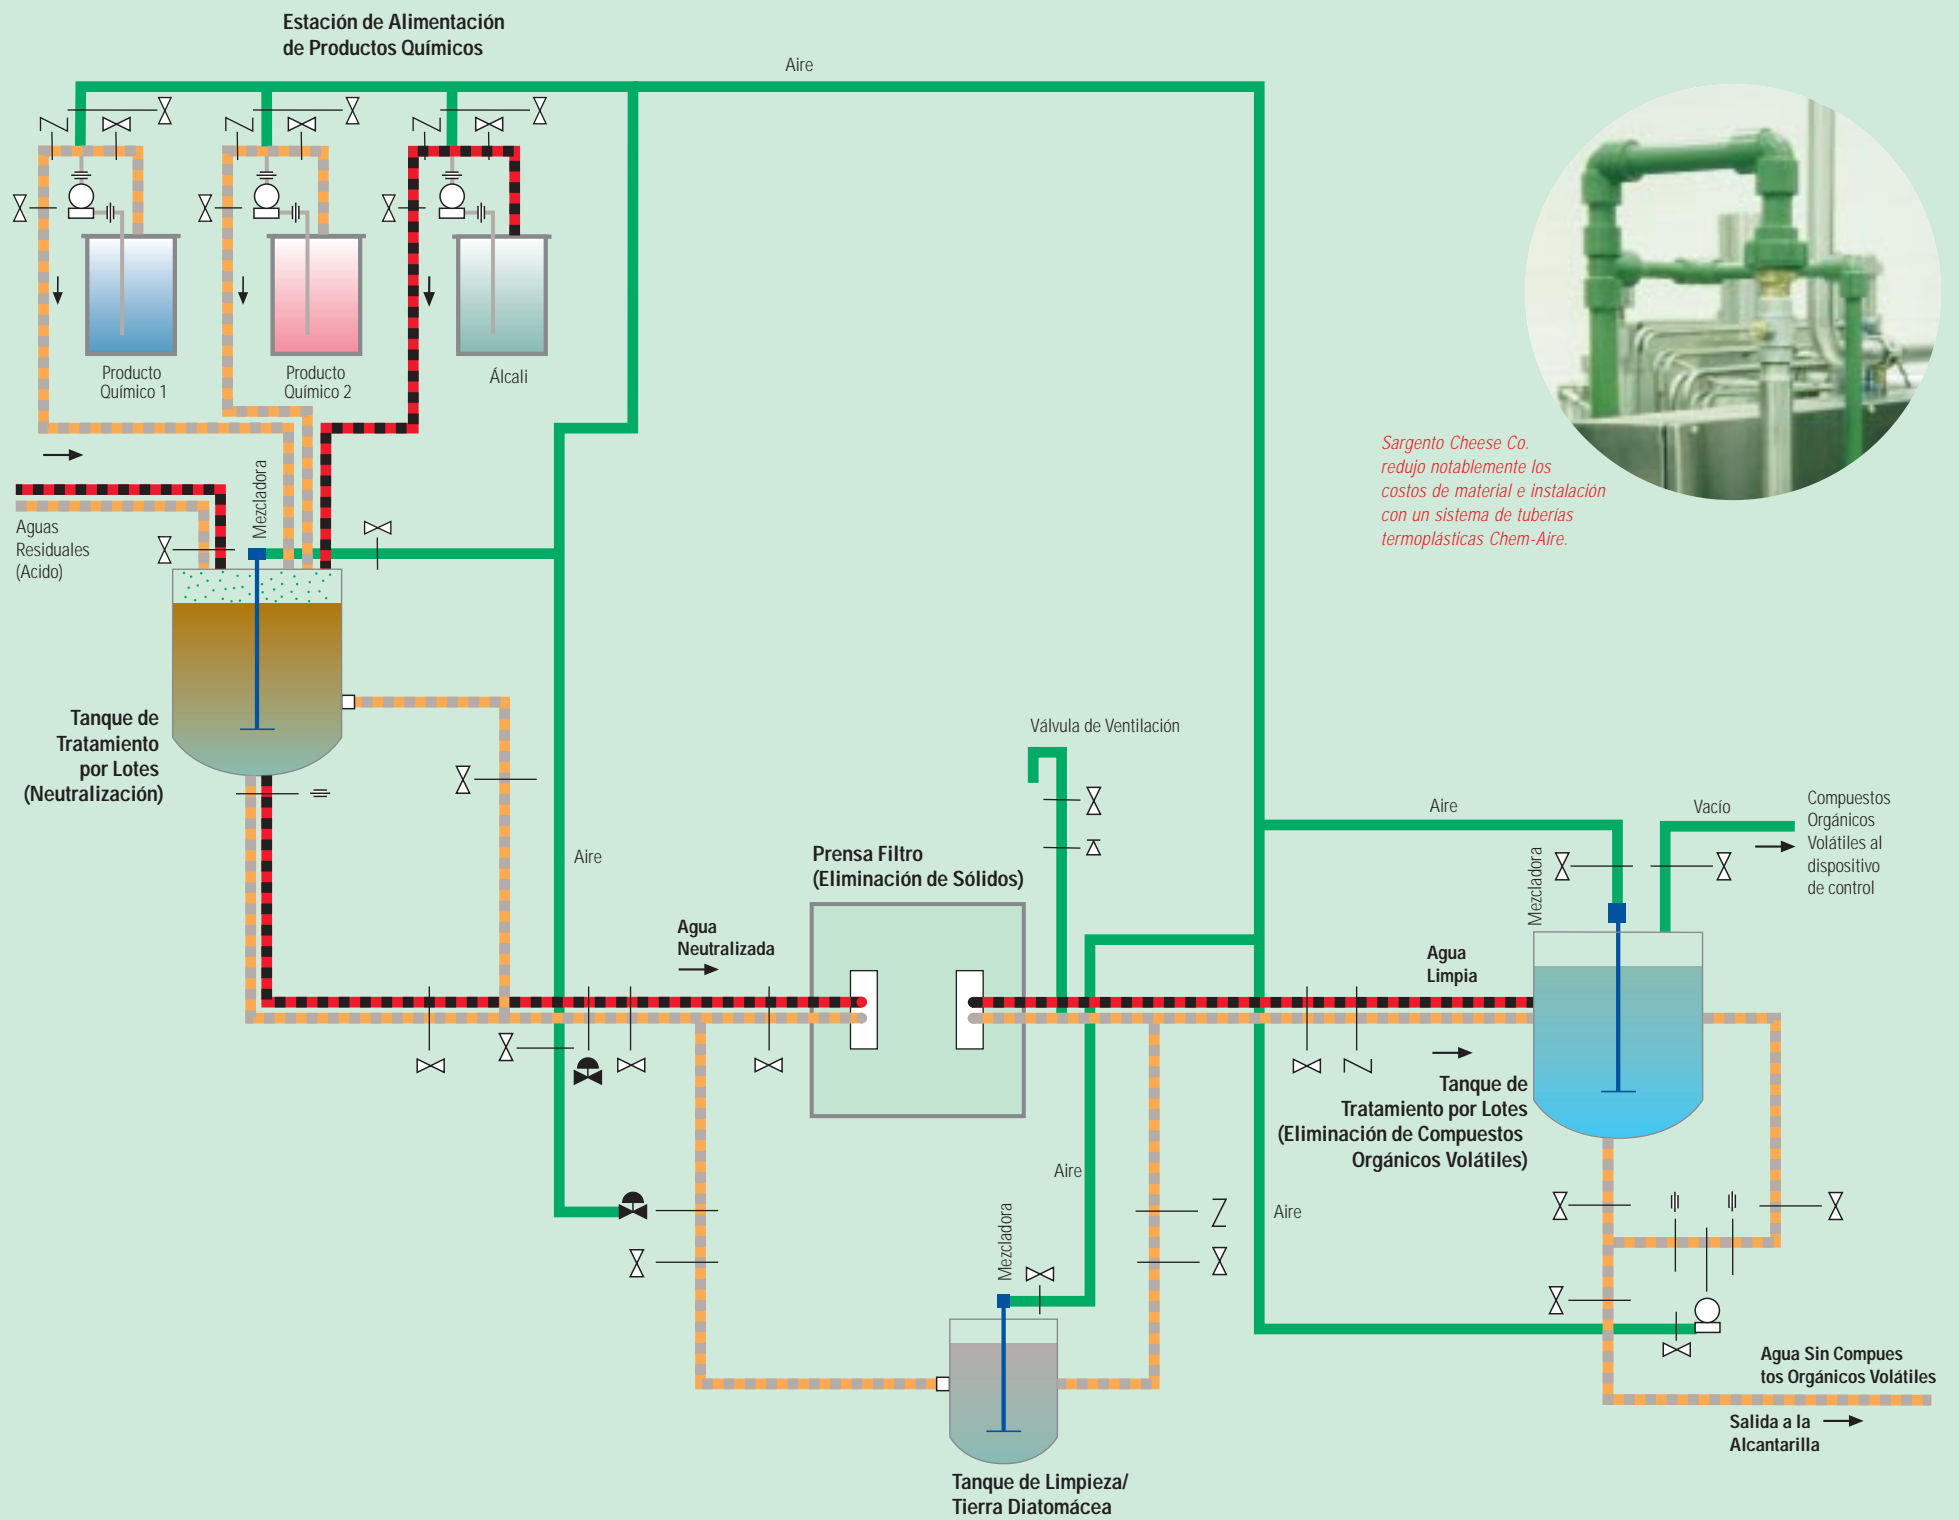 Estación de Alimentación
de Productos Químicos
Aire
Producto
Químico 1
Producto
Químico 2
Álcali
Sargento Cheese Co.
redujo notablemente los
costos de material e instalación
con un sistema de tuberías
termoplásticas Chem-Aire.
Mezcladora
Aguas
Residuales
(Acido)
Tanque de
Tratamiento
por Lotes
(Neutralización)
Válvula de Ventilación
Aire
Vacío
Compuestos
Orgánicos
Volátiles al
dispositivo
de control
Aire
Prensa Filtro
(Eliminación de Sólidos)
Mezcladora
Agua
Neutralizada
Agua
Limpia
Tanque de
Tratamiento por Lotes
(Eliminación de Compuestos
Orgánicos Volátiles)
Aire
Aire
Mezcladora
Agua Sin Compues
tos Orgánicos Volátiles
Salida a la
Alcantarilla
Tanque de Limpieza/
Tierra Diatomácea